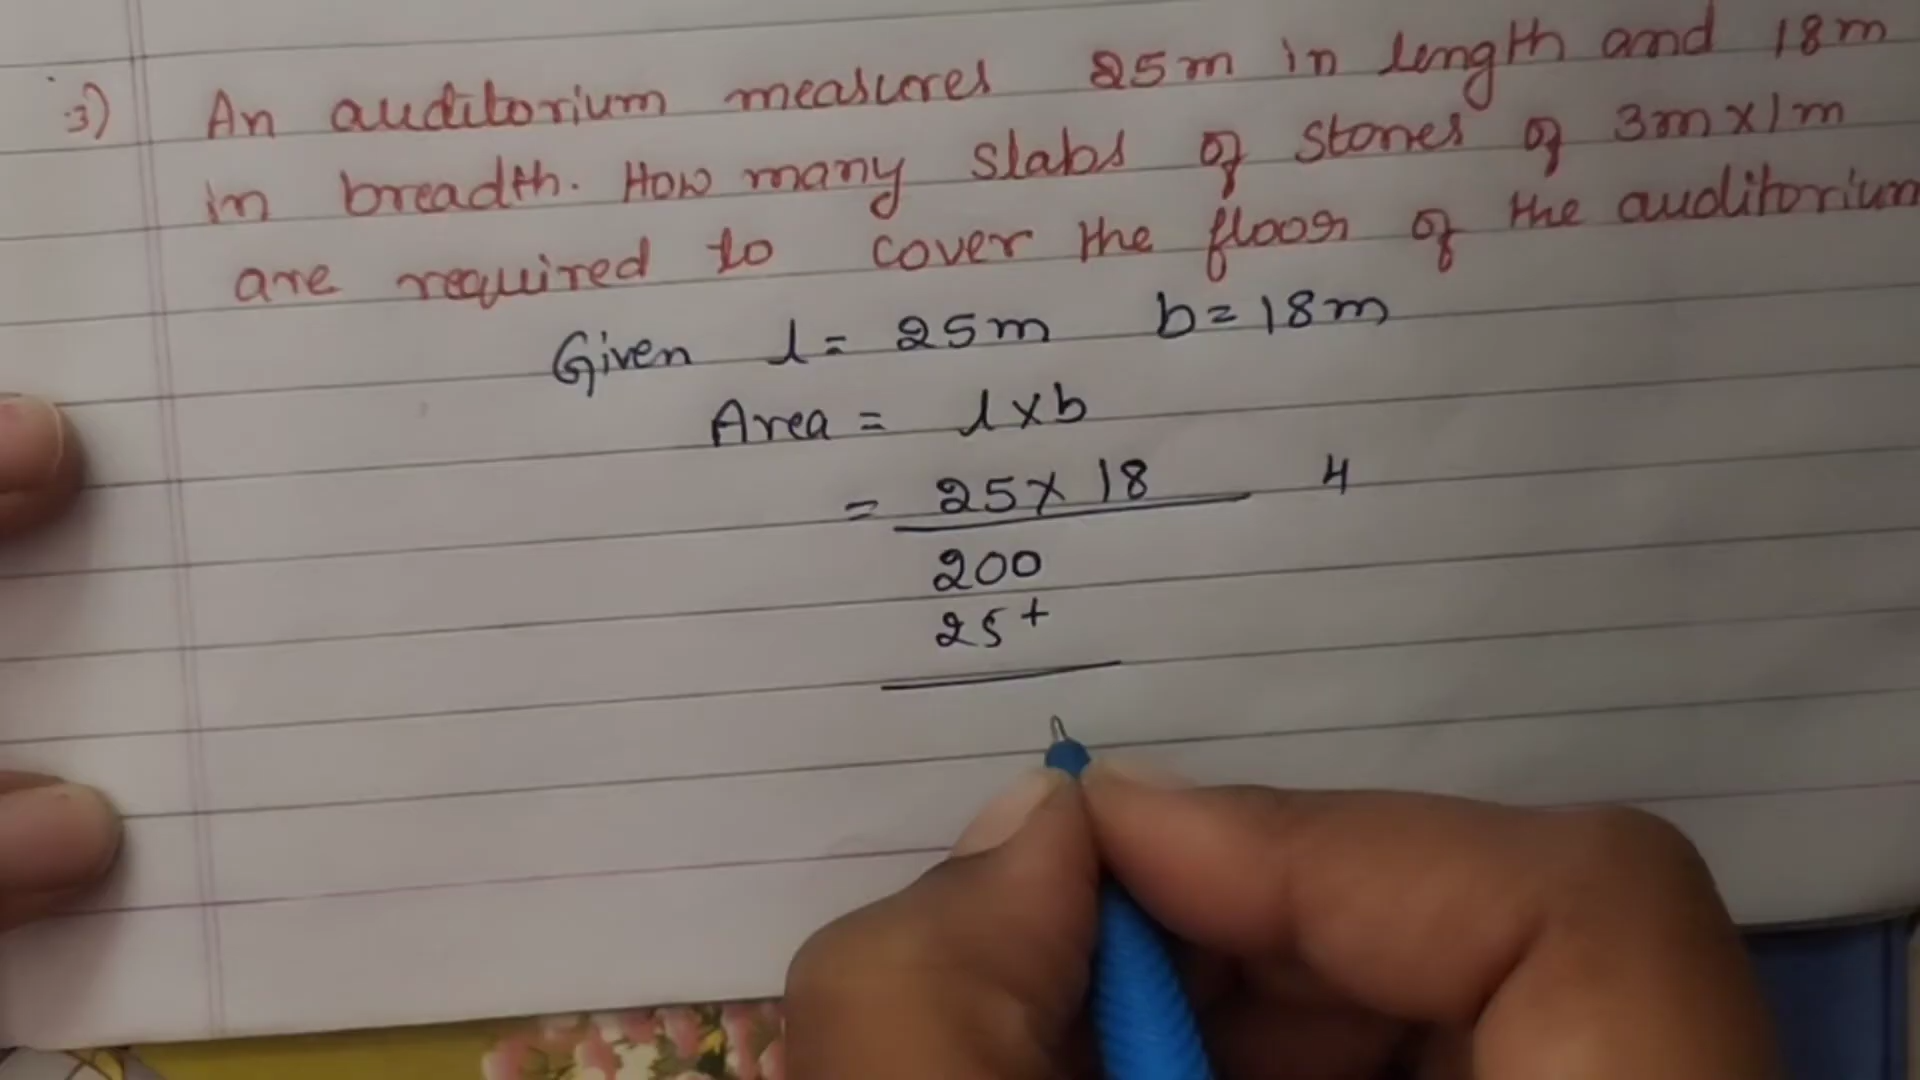 3) An auditorium measures 25m in length and 18m
in breadth. How many slabs of stones of 3m×1m
are required to cover the floor of the auditorium
Given l = 25m b=18m
Area = l×b
= 25× 18 4
200
25+